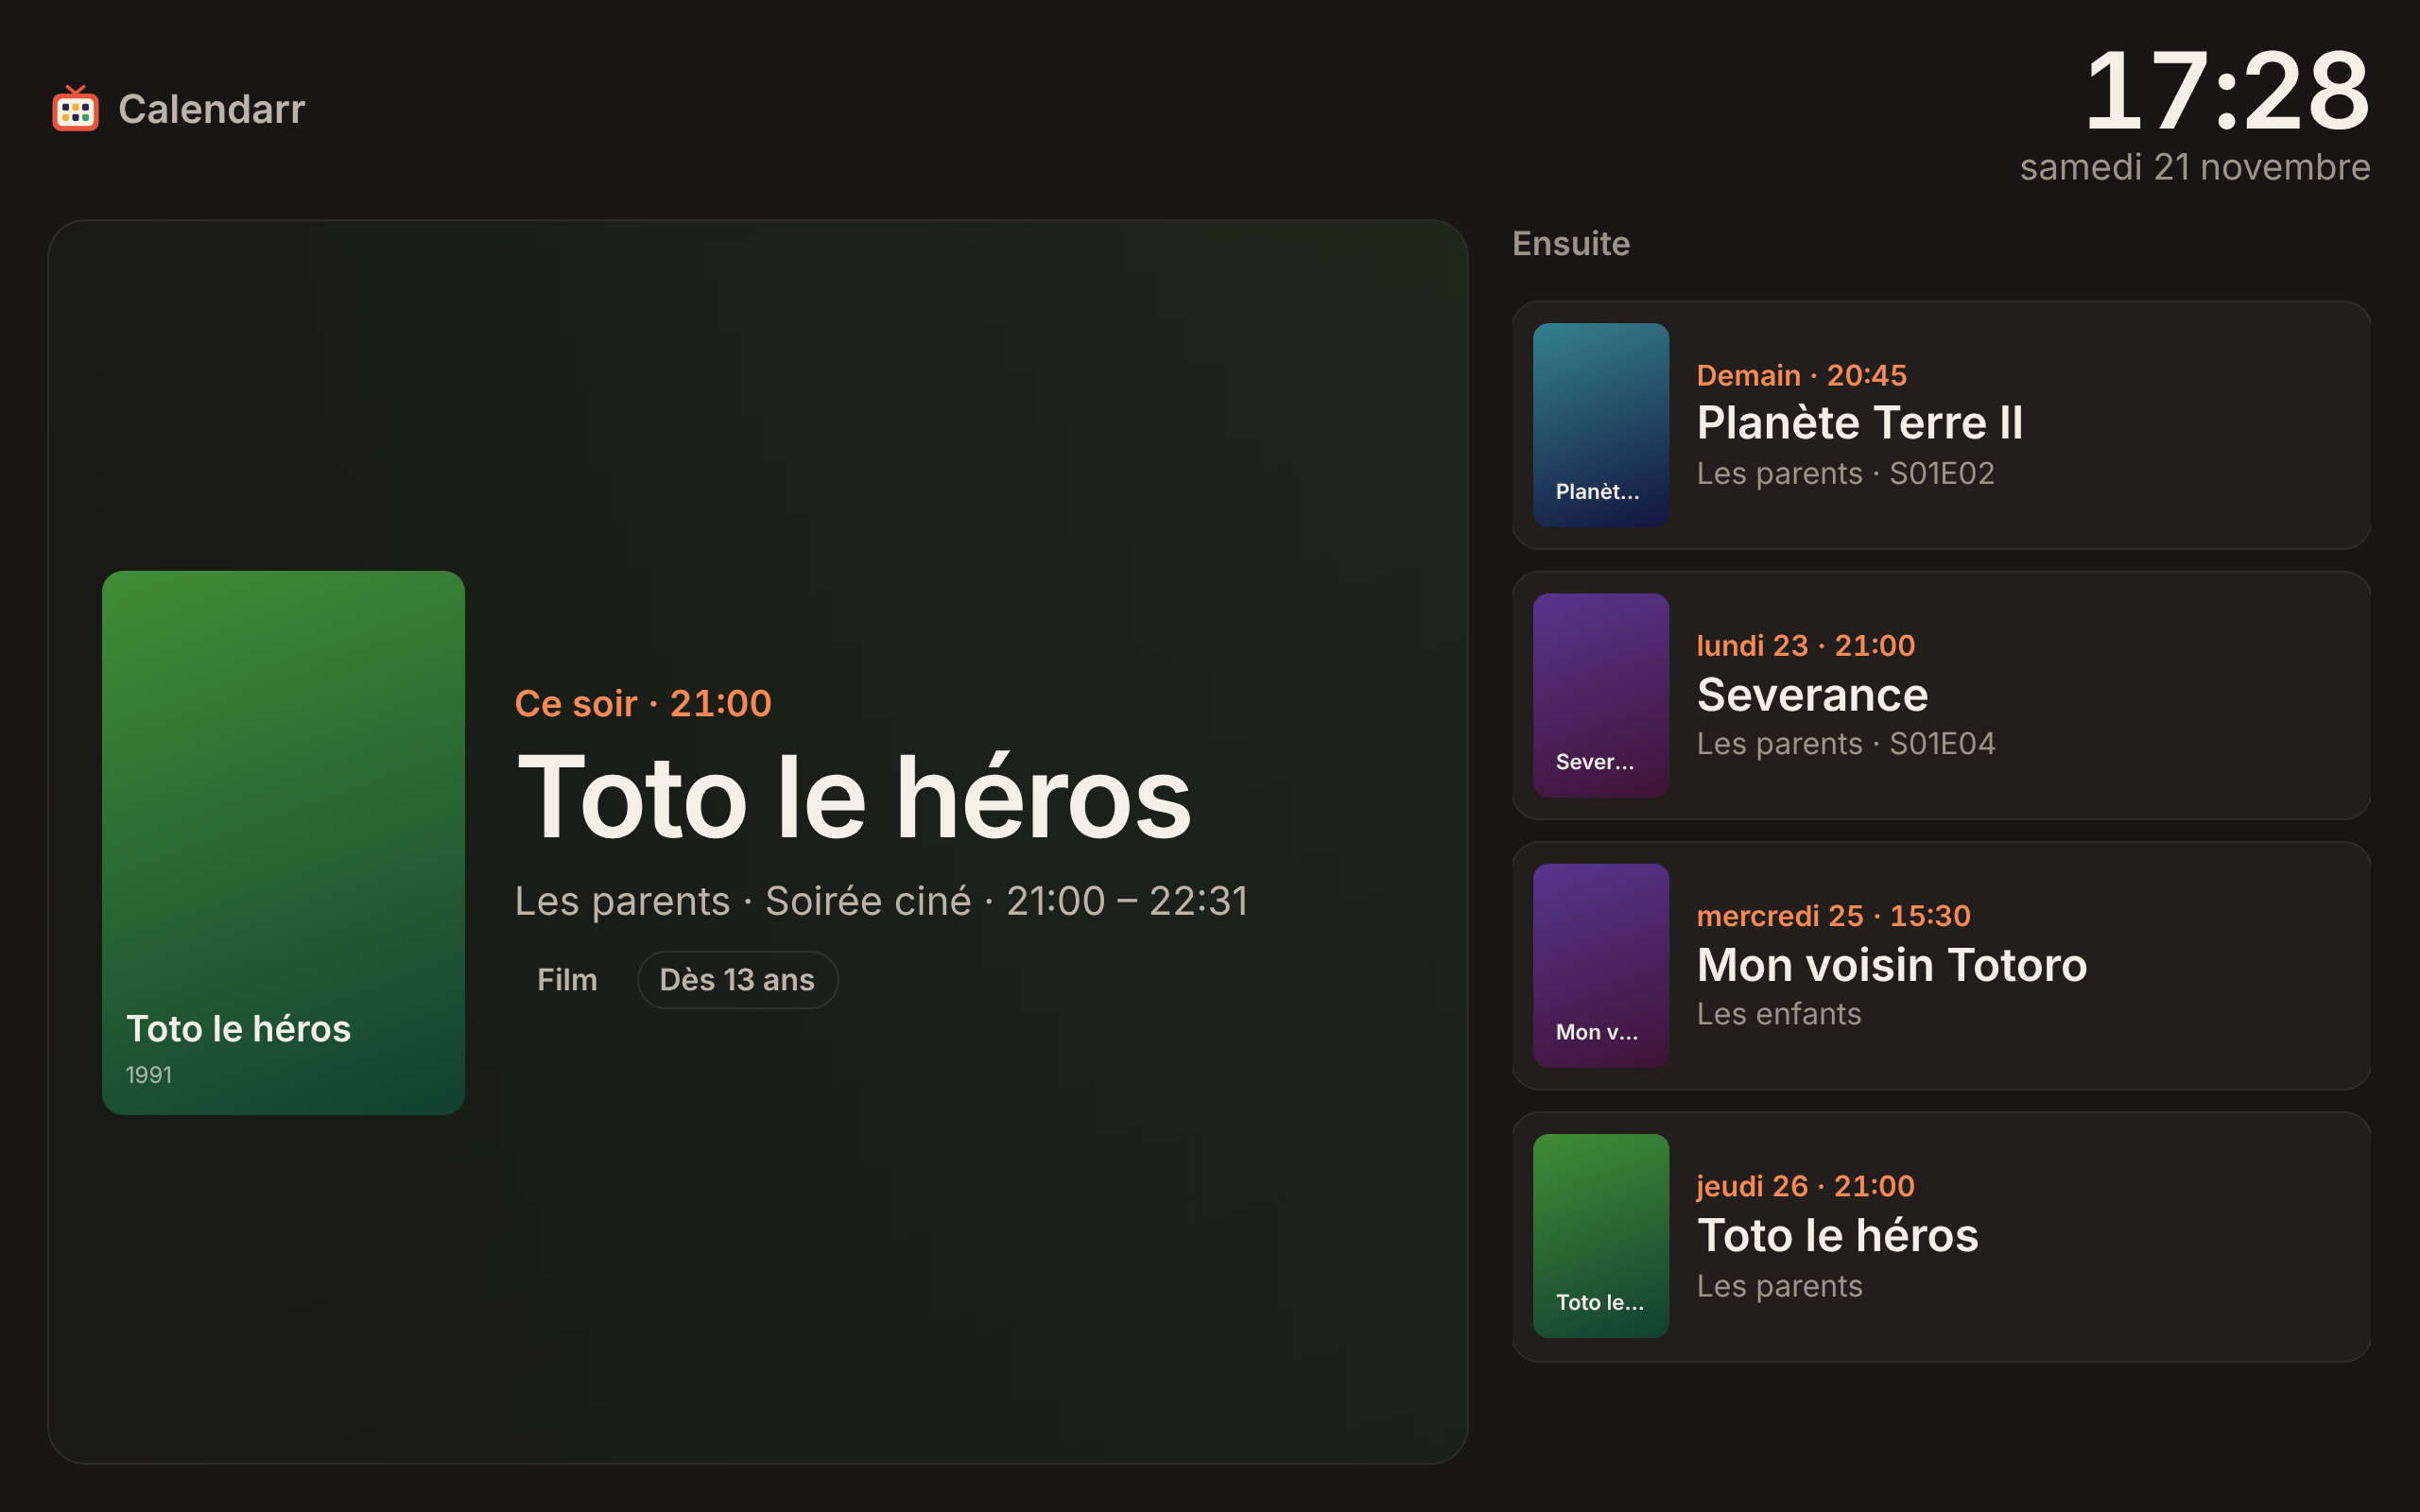 Calendarr
17:28
samedi 21 novembre
Toto le héros
1991
Ce soir · 21:00
Toto le héros
Les parents · Soirée ciné · 21:00 – 22:31
Film
Dès 13 ans
Ensuite
Planèt...
Demain · 20:45
Planète Terre II
Les parents · S01E02
Sever...
lundi 23 · 21:00
Severance
Les parents · S01E04
Mon v...
mercredi 25 · 15:30
Mon voisin Totoro
Les enfants
Toto le...
jeudi 26 · 21:00
Toto le héros
Les parents